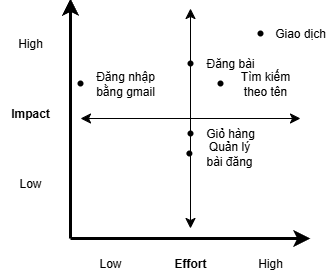 High
Giao dịch
Đăng bài
Đăng nhập
bằng gmail
Tìm kiếm
theo tên
Impact
Giỏ hàng
Quản lý
bài đăng
Low
Low
Effort
High